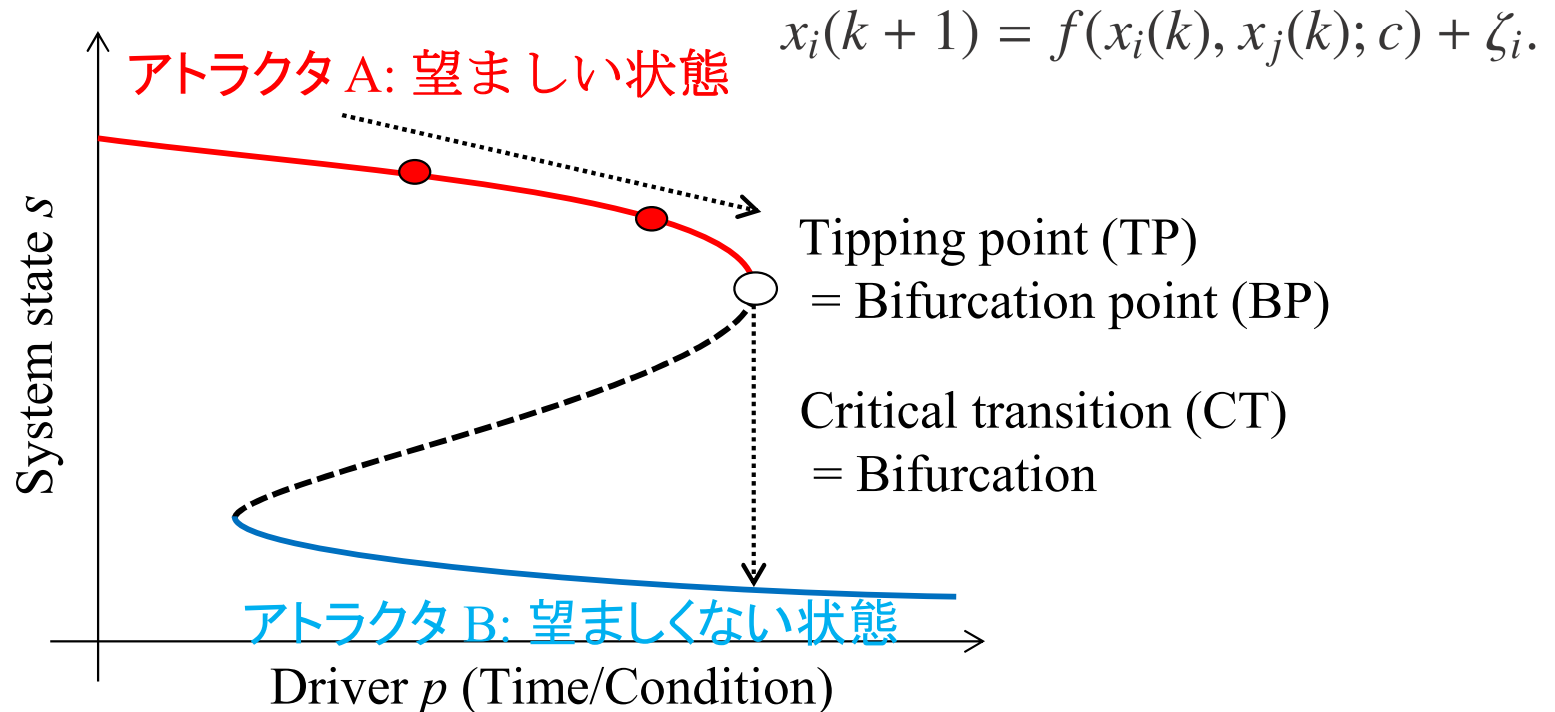 x_i(k + 1) = f(x_i(k), x_j(k); c) + ζ_i.
アトラクタ A: 望ましい状態
System state s
Tipping point (TP)
= Bifurcation point (BP)
Critical transition (CT)
= Bifurcation
アトラクタ B: 望ましくない状態
Driver p (Time/Condition)